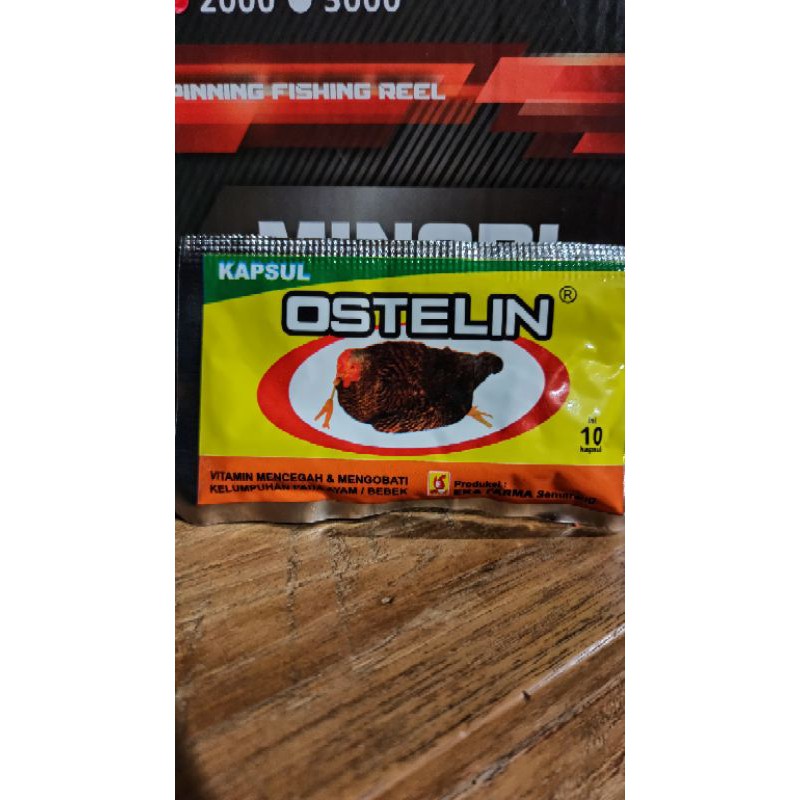 2000 3000
PINNING FISHING REEL
KAPSUL
OSTELIN®
isi
10
kapsul
VITAMIN MENCEGAH & MENGOBATI
KELUMPUHAN PADA AYAM / BEBEK
Produksi :
EKA FARMA Semarang